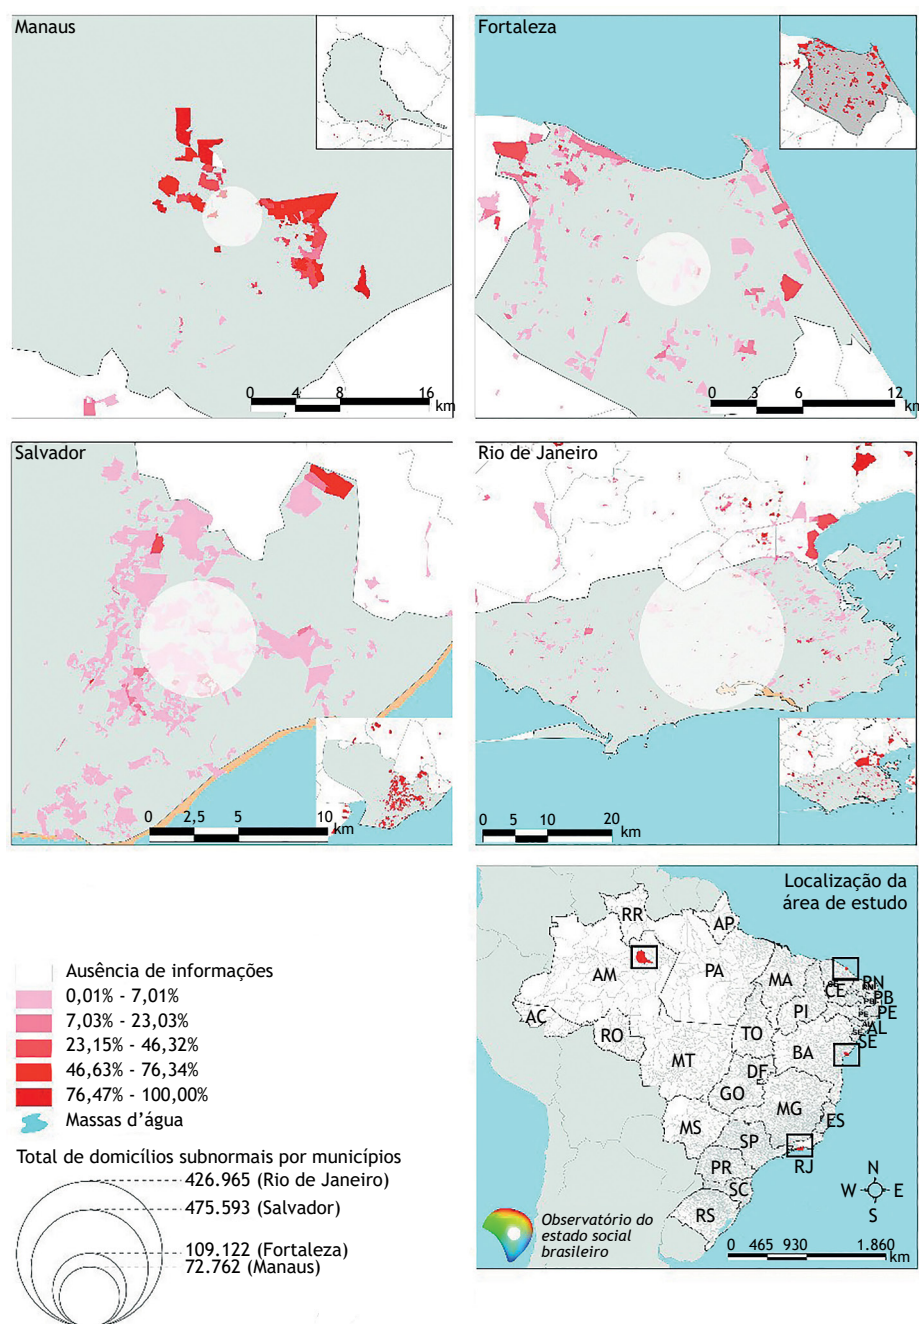 Manaus
0 4 8 16
km
Fortaleza
0 3 6 12
km
Salvador
0 2,5 5 10
km
Rio de Janeiro
0 5 10 20
km
Ausência de informações
0,01% - 7,01%
7,03% - 23,03%
23,15% - 46,32%
46,63% - 76,34%
76,47% - 100,00%
Massas d’água
Total de domicílios subnormais por municípios
426.965 (Rio de Janeiro)
475.593 (Salvador)
109.122 (Fortaleza)
72.762 (Manaus)
Localização da
área de estudo
RR
AP
AM
PA
MA
CE
RN
PB
PE
AL
SE
PI
AC
RO
TO
BA
MT
DF
GO
MG
ES
MS
SP
RJ
PR
SC
RS
N
W E
S
Observatório do
estado social
brasileiro
0 465 930 1.860
km